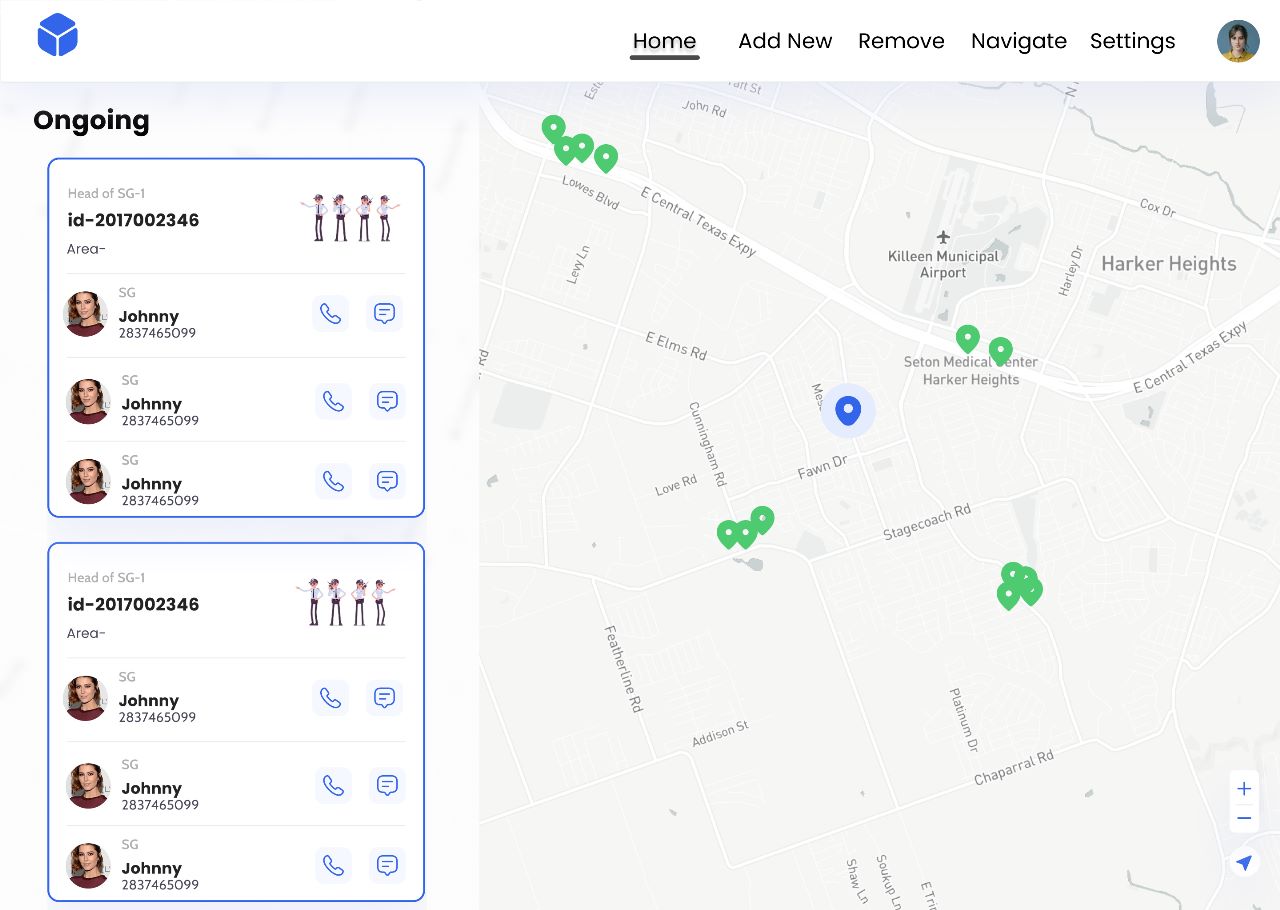 Home
Add New
Remove
Navigate
Settings
Ongoing
Head of SG-1
id-2017002346
Area-
SG
Johnny
2837465099
SG
Johnny
2837465099
SG
Johnny
2837465099
Head of SG-1
id-2017002346
Area-
SG
Johnny
2837465099
SG
Johnny
2837465099
SG
Johnny
2837465099
John Rd
Lowes Blvd
E Central Texas Expy
Levy Ln
Cox Dr
Killeen Municipal
Airport
Harley Dr
Harker Heights
E Elms Rd
Seton Medical
Harker Heights
E Central Texas Expy
Cunningham Rd
Fawn Dr
Love Rd
Stagecoach Rd
Featherline Rd
Addison St
Platinum Dr
Chaparral Rd
Shaw Ln
Soukup Ln